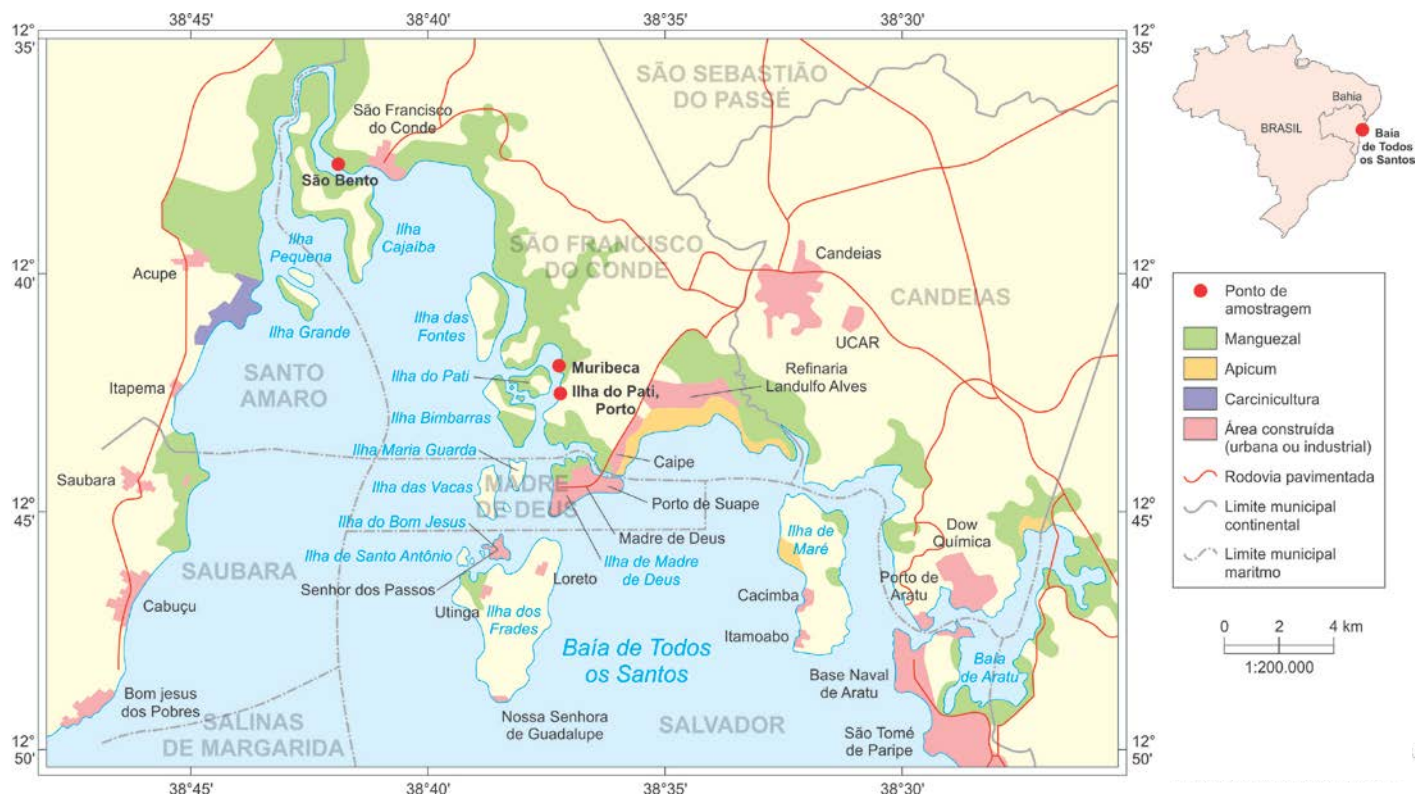 38°45'
38°40'
38°35'
38°30'
12°
35'
12°
35'
SÃO SEBASTIÃO
DO PASSÉ
São Francisco
do Conde
São Bento
Ilha
Cajaíba
Ilha
Pequena
SÃO FRANCISCO
DO CONDE
Candeias
Acupe
12°
40'
12°
40'
CANDEIAS
Ilha Grande
Ilha das
Fontes
UCAR
SANTO
AMARO
Ilha do Pati
Muribeca
Ilha do Pati,
Porto
Refinaria
Landulfo Alves
Itapema
Ilha Bimbarras
Ilha Maria Guarda
Caipe
Saubara
Ilha das Vacas
MADRE
DE DEUS
Porto de Suape
12°
45'
12°
45'
Ilha do Bom Jesus
Madre de Deus
Ilha de
Maré
Dow
Química
Ilha de Santo Antônio
Ilha de Madre
de Deus
SAUBARA
Senhor dos Passos
Loreto
Porto de
Aratu
Cabuçu
Utinga
Ilha dos
Frades
Cacimba
Itamoabo
Baía de Todos
os Santos
Baía
de Aratu
Base Naval
de Aratu
Bom jesus
dos Pobres
SALINAS
DE MARGARIDA
Nossa Senhora
de Guadalupe
SALVADOR
São Tomé
de Paripe
12°
50'
12°
50'
38°45'
38°40'
38°35'
38°30'
Bahia
BRASIL
Baia
de Todos
os Santos
Ponto de
amostragem
Manguezal
Apicum
Carcinicultura
Área construída
(urbana ou industrial)
Rodovia pavimentada
Limite municipal
continental
Limite municipal
maritmo
0 2 4 km
1:200.000